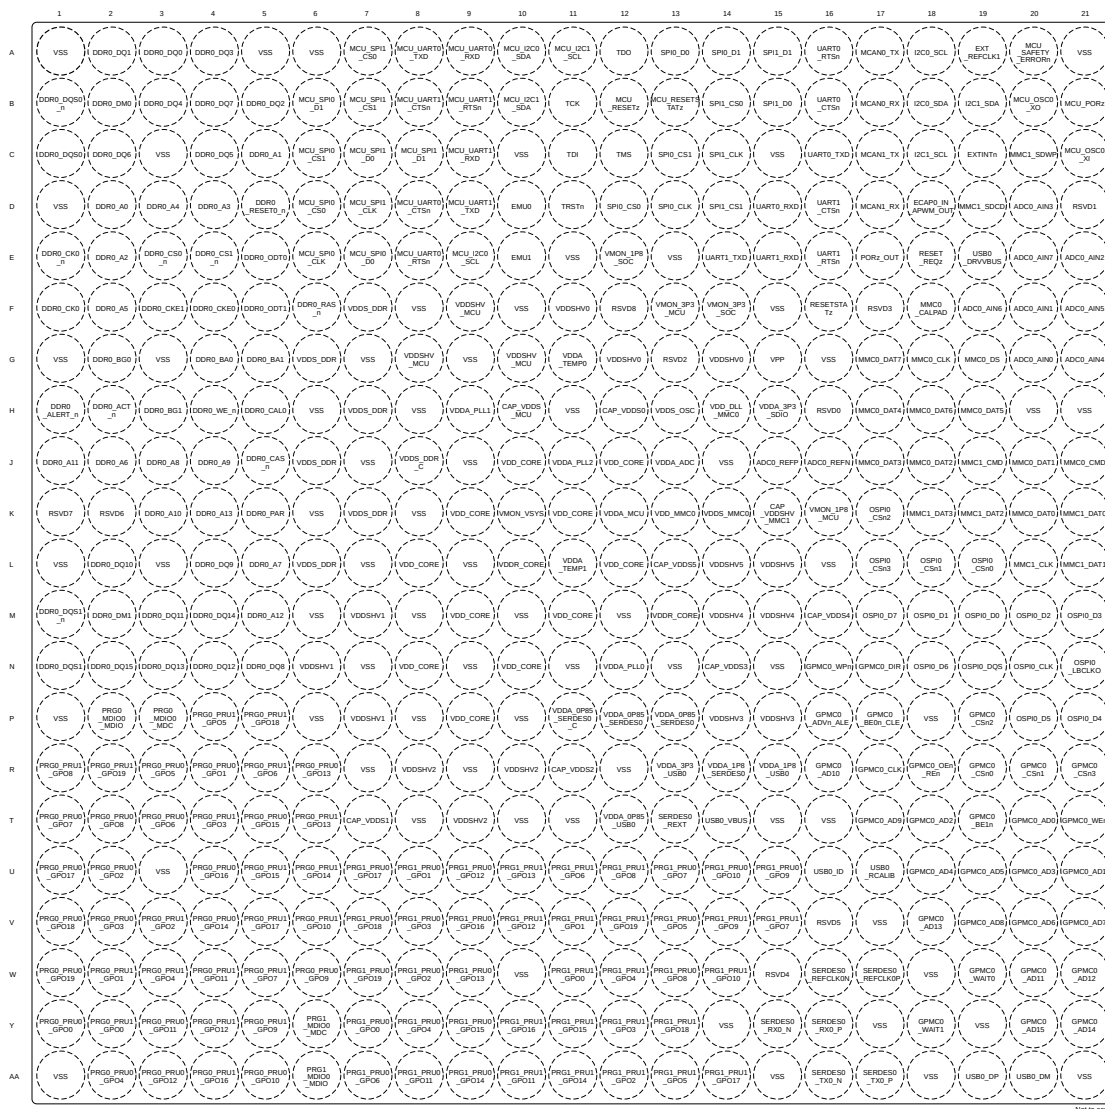 1 2 3 4 5 6 7 8 9 10 11 12 13 14 15 16 17 18 19 20 21
A VSS DDR0_DQ1 DDR0_DQ0 DDR0_DQ3 VSS VSS MCU_SPI1_CS0 MCU_UART0_TXD MCU_UART0_RXD MCU_I2C0_SDA MCU_I2C1_SCL TDO SPI0_D0 SPI0_D1 SPI1_D1 UART0_RTSn MCAN0_TX I2C0_SCL EXT_REFCLK1 MCU_SAFETY_ERRORn VSS
B DDR0_DQS0_n DDR0_DM0 DDR0_DQ4 DDR0_DQ7 DDR0_DQ2 MCU_SPI0_D1 MCU_SPI1_CS1 MCU_UART1_CTSn MCU_UART1_RTSn MCU_I2C1_SDA TCK MCU_RESETz MCU_RESETSTATz SPI1_CS0 SPI1_D0 UART0_CTSn MCAN0_RX I2C0_SDA I2C1_SDA MCU_OSC0_XO MCU_PORz
C DDR0_DQS0 DDR0_DQ6 VSS DDR0_DQ5 DDR0_A1 MCU_SPI0_CS1 MCU_SPI1_D0 MCU_SPI1_D1 MCU_UART1_RXD VSS TDI TMS SPI0_CS1 SPI1_CLK VSS UART0_TXD MCAN1_TX I2C1_SCL EXTINTn MMC1_SDWP MCU_OSC0_XI
D VSS DDR0_A0 DDR0_A4 DDR0_A3 DDR0_RESET0_n MCU_SPI0_CS0 MCU_SPI1_CLK MCU_UART0_CTSn MCU_UART1_TXD EMU0 TRSTn SPI0_CS0 SPI0_CLK SPI1_CS1 UART0_RXD UART1_CTSn MCAN1_RX ECAP0_IN_APWM_OUT MMC1_SDCD ADC0_AIN3 RSVD1
E DDR0_CK0_n DDR0_A2 DDR0_CS0_n DDR0_CS1_n DDR0_ODT0 MCU_SPI0_CLK MCU_SPI0_D0 MCU_UART0_RTSn MCU_I2C0_SCL EMU1 VSS VMON_1P8_SOC VSS UART1_TXD UART1_RXD UART1_RTSn PORz_OUT RESET_REQz USB0_DRVVBUS ADC0_AIN7 ADC0_AIN2
F DDR0_CK0 DDR0_A5 DDR0_CKE1 DDR0_CKE0 DDR0_ODT1 DDR0_RAS_n VDDS_DDR VSS VDDSHV_MCU VSS VDDSHV0 RSVD8 VMON_3P3_MCU VMON_3P3_SOC VSS RESETSTATz RSVD3 MMC0_CALPAD ADC0_AIN6 ADC0_AIN1 ADC0_AIN5
G VSS DDR0_BG0 VSS DDR0_BA0 DDR0_BA1 VDDS_DDR VSS VDDSHV_MCU VSS VDDSHV_MCU VDDA_TEMP0 VDDSHV0 RSVD2 VDDSHV0 VPP VSS MMC0_DAT7 MMC0_CLK MMC0_DS ADC0_AIN0 ADC0_AIN4
H DDR0_ALERT_n DDR0_ACT_n DDR0_BG1 DDR0_WE_n DDR0_CAL0 VSS VDDS_DDR VSS VDDA_PLL1 CAP_VDDS_MCU VSS CAP_VDDS0 VDDS_OSC VDD_DLL_MMC0 VDDA_3P3_SDIO RSVD0 MMC0_DAT4 MMC0_DAT6 MMC0_DAT5 VSS VSS
J DDR0_A11 DDR0_A6 DDR0_A8 DDR0_A9 DDR0_CAS_n VDDS_DDR VSS VDDS_DDR_C VSS VDD_CORE VDDA_PLL2 VDD_CORE VDDA_ADC VSS ADC0_REFP ADC0_REFN MMC0_DAT3 MMC0_DAT2 MMC1_CMD MMC0_DAT1 MMC0_CMD
K RSVD7 RSVD6 DDR0_A10 DDR0_A13 DDR0_PAR VSS VDDS_DDR VSS VDD_CORE VMON_VSYS VDD_CORE VDDA_MCU VDD_MMC0 VDDS_MMC0 CAP_VDDSHV_MMC1 VMON_1P8_MCU OSPI0_CSn2 MMC1_DAT3 MMC1_DAT2 MMC0_DAT0 MMC1_DAT0
L VSS DDR0_DQ10 VSS DDR0_DQ9 DDR0_A7 VDDS_DDR VSS VDD_CORE VSS VDDR_CORE VDDA_TEMP1 VDD_CORE CAP_VDDS5 VDDSHV5 VDDSHV5 VSS OSPI0_CSn3 OSPI0_CSn1 OSPI0_CSn0 MMC1_CLK MMC1_DAT1
M DDR0_DQS1_n DDR0_DM1 DDR0_DQ11 DDR0_DQ14 DDR0_A12 VSS VDDSHV1 VSS VDD_CORE VSS VDD_CORE VSS VDDR_CORE VDDSHV4 VDDSHV4 CAP_VDDS4 OSPI0_D7 OSPI0_D1 OSPI0_D0 OSPI0_D2 OSPI0_D3
N DDR0_DQS1 DDR0_DQ15 DDR0_DQ13 DDR0_DQ12 DDR0_DQ8 VDDSHV1 VSS VDD_CORE VSS VDD_CORE VSS VDDA_PLL0 VSS CAP_VDDS3 VSS GPMC0_WPn GPMC0_DIR OSPI0_D6 OSPI0_DQS OSPI0_CLK OSPI0_LBCLKO
P VSS PRG0_MDIO0_MDIO PRG0_MDIO0_MDC PRG0_PRU1_GPO5 PRG0_PRU1_GPO18 VSS VDDSHV1 VSS VDD_CORE VSS VDDA_0P85_SERDES0_C VDDA_0P85_SERDES0 VDDA_0P85_SERDES0 VDDSHV3 VDDSHV3 GPMC0_ADVn_ALE GPMC0_BE0n_CLE VSS GPMC0_CSn2 OSPI0_D5 OSPI0_D4
R PRG0_PRU1_GPO8 PRG0_PRU1_GPO19 PRG0_PRU0_GPO5 PRG0_PRU0_GPO1 PRG0_PRU1_GPO6 PRG0_PRU0_GPO13 VSS VDDSHV2 VSS VDDSHV2 CAP_VDDS2 VSS VDDA_3P3_USB0 VDDA_1P8_SERDES0 VDDA_1P8_USB0 GPMC0_AD10 GPMC0_CLK GPMC0_OEn_REn GPMC0_CSn0 GPMC0_CSn1 GPMC0_CSn3
T PRG0_PRU0_GPO7 PRG0_PRU0_GPO8 PRG0_PRU0_GPO6 PRG0_PRU1_GPO3 PRG0_PRU0_GPO15 PRG0_PRU1_GPO13 CAP_VDDS1 VSS VDDSHV2 VSS VSS VDDA_0P85_USB0 SERDES0_REXT USB0_VBUS VSS VSS GPMC0_AD9 GPMC0_AD2 GPMC0_BE1n GPMC0_AD0 GPMC0_WEn
U PRG0_PRU0_GPO17 PRG0_PRU0_GPO2 VSS PRG0_PRU0_GPO16 PRG0_PRU1_GPO15 PRG0_PRU1_GPO14 PRG1_PRU0_GPO17 PRG1_PRU0_GPO1 PRG1_PRU0_GPO12 PRG1_PRU0_GPO13 PRG1_PRU1_GPO6 PRG1_PRU1_GPO8 PRG1_PRU0_GPO7 PRG1_PRU1_GPO10 PRG1_PRU0_GPO9 USB0_ID USB0_RCALIB GPMC0_AD4 GPMC0_AD5 GPMC0_AD3 GPMC0_AD1
V PRG0_PRU0_GPO18 PRG0_PRU0_GPO3 PRG0_PRU1_GPO2 PRG0_PRU0_GPO14 PRG0_PRU1_GPO17 PRG0_PRU1_GPO10 PRG1_PRU0_GPO18 PRG1_PRU0_GPO3 PRG1_PRU0_GPO16 PRG1_PRU1_GPO12 PRG1_PRU1_GPO1 PRG1_PRU0_GPO19 PRG1_PRU0_GPO5 PRG1_PRU1_GPO9 PRG1_PRU1_GPO7 RSVD5 VSS GPMC0_AD13 GPMC0_AD8 GPMC0_AD6 GPMC0_AD7
W PRG0_PRU0_GPO19 PRG0_PRU1_GPO1 PRG0_PRU1_GPO4 PRG0_PRU1_GPO11 PRG0_PRU1_GPO7 PRG0_PRU0_GPO9 PRG1_PRU0_GPO19 PRG1_PRU0_GPO2 PRG1_PRU1_GPO13 VSS PRG1_PRU1_GPO0 PRG1_PRU1_GPO4 PRG1_PRU0_GPO8 PRG1_PRU1_GPO10 RSVD4 SERDES0_REFCLK0N SERDES0_REFCLK0P VSS GPMC0_WAIT0 GPMC0_AD11 GPMC0_AD12
Y PRG0_PRU0_GPO0 PRG0_PRU1_GPO0 PRG0_PRU0_GPO11 PRG0_PRU1_GPO12 PRG0_PRU1_GPO9 PRG1_MDIO0_MDC PRG1_PRU0_GPO0 PRG1_PRU0_GPO4 PRG1_PRU0_GPO15 PRG1_PRU1_GPO16 PRG1_PRU1_GPO15 PRG1_PRU1_GPO3 PRG1_PRU1_GPO18 VSS SERDES0_RX0_N SERDES0_RX0_P VSS GPMC0_WAIT1 VSS GPMC0_AD15 GPMC0_AD14
AA VSS PRG0_PRU0_GPO4 PRG0_PRU0_GPO12 PRG0_PRU1_GPO16 PRG0_PRU0_GPO10 PRG1_MDIO0_MDIO PRG1_PRU0_GPO6 PRG1_PRU0_GPO11 PRG1_PRU0_GPO14 PRG1_PRU1_GPO11 PRG1_PRU1_GPO14 PRG1_PRU1_GPO2 PRG1_PRU1_GPO5 PRG1_PRU1_GPO17 VSS SERDES0_TX0_N SERDES0_TX0_P VSS USB0_DP USB0_DM VSS